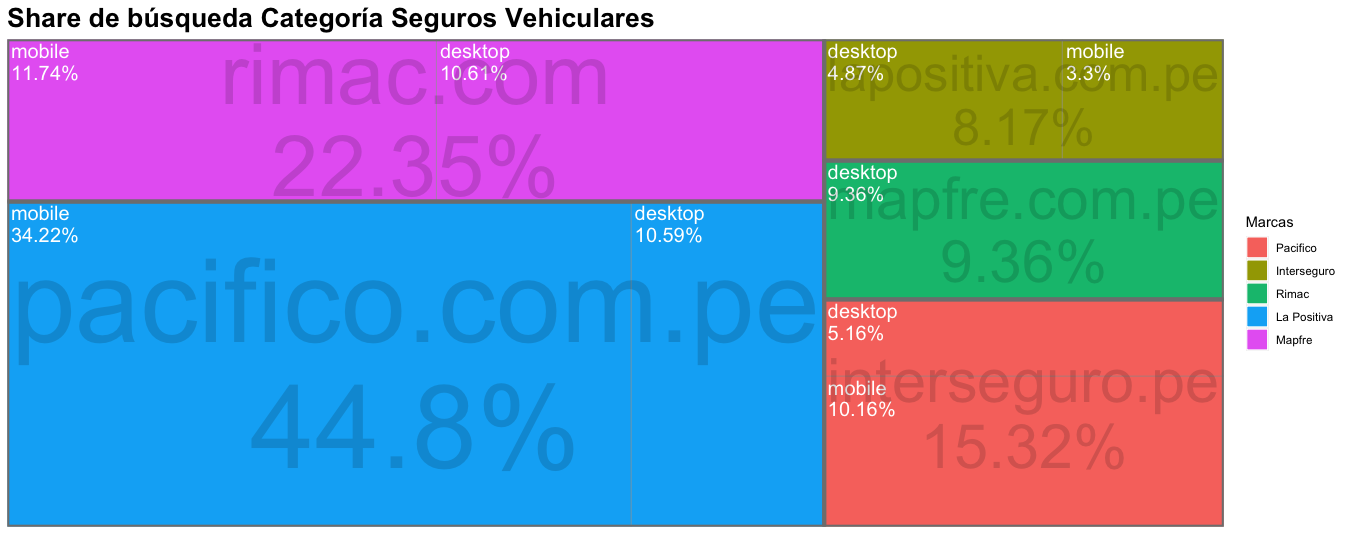 Share de búsqueda Categoría Seguros Vehiculares
mobile
11.74%
desktop
10.61%
rimac.com
22.35%
mobile
34.22%
desktop
10.59%
pacifico.com.pe
44.8%
desktop
4.87%
mobile
3.3%
lapositiva.com.pe
8.17%
desktop
9.36%
mapfre.com.pe
9.36%
desktop
5.16%
mobile
10.16%
interseguro.pe
15.32%
Marcas
Pacifico
Interseguro
Rimac
La Positiva
Mapfre